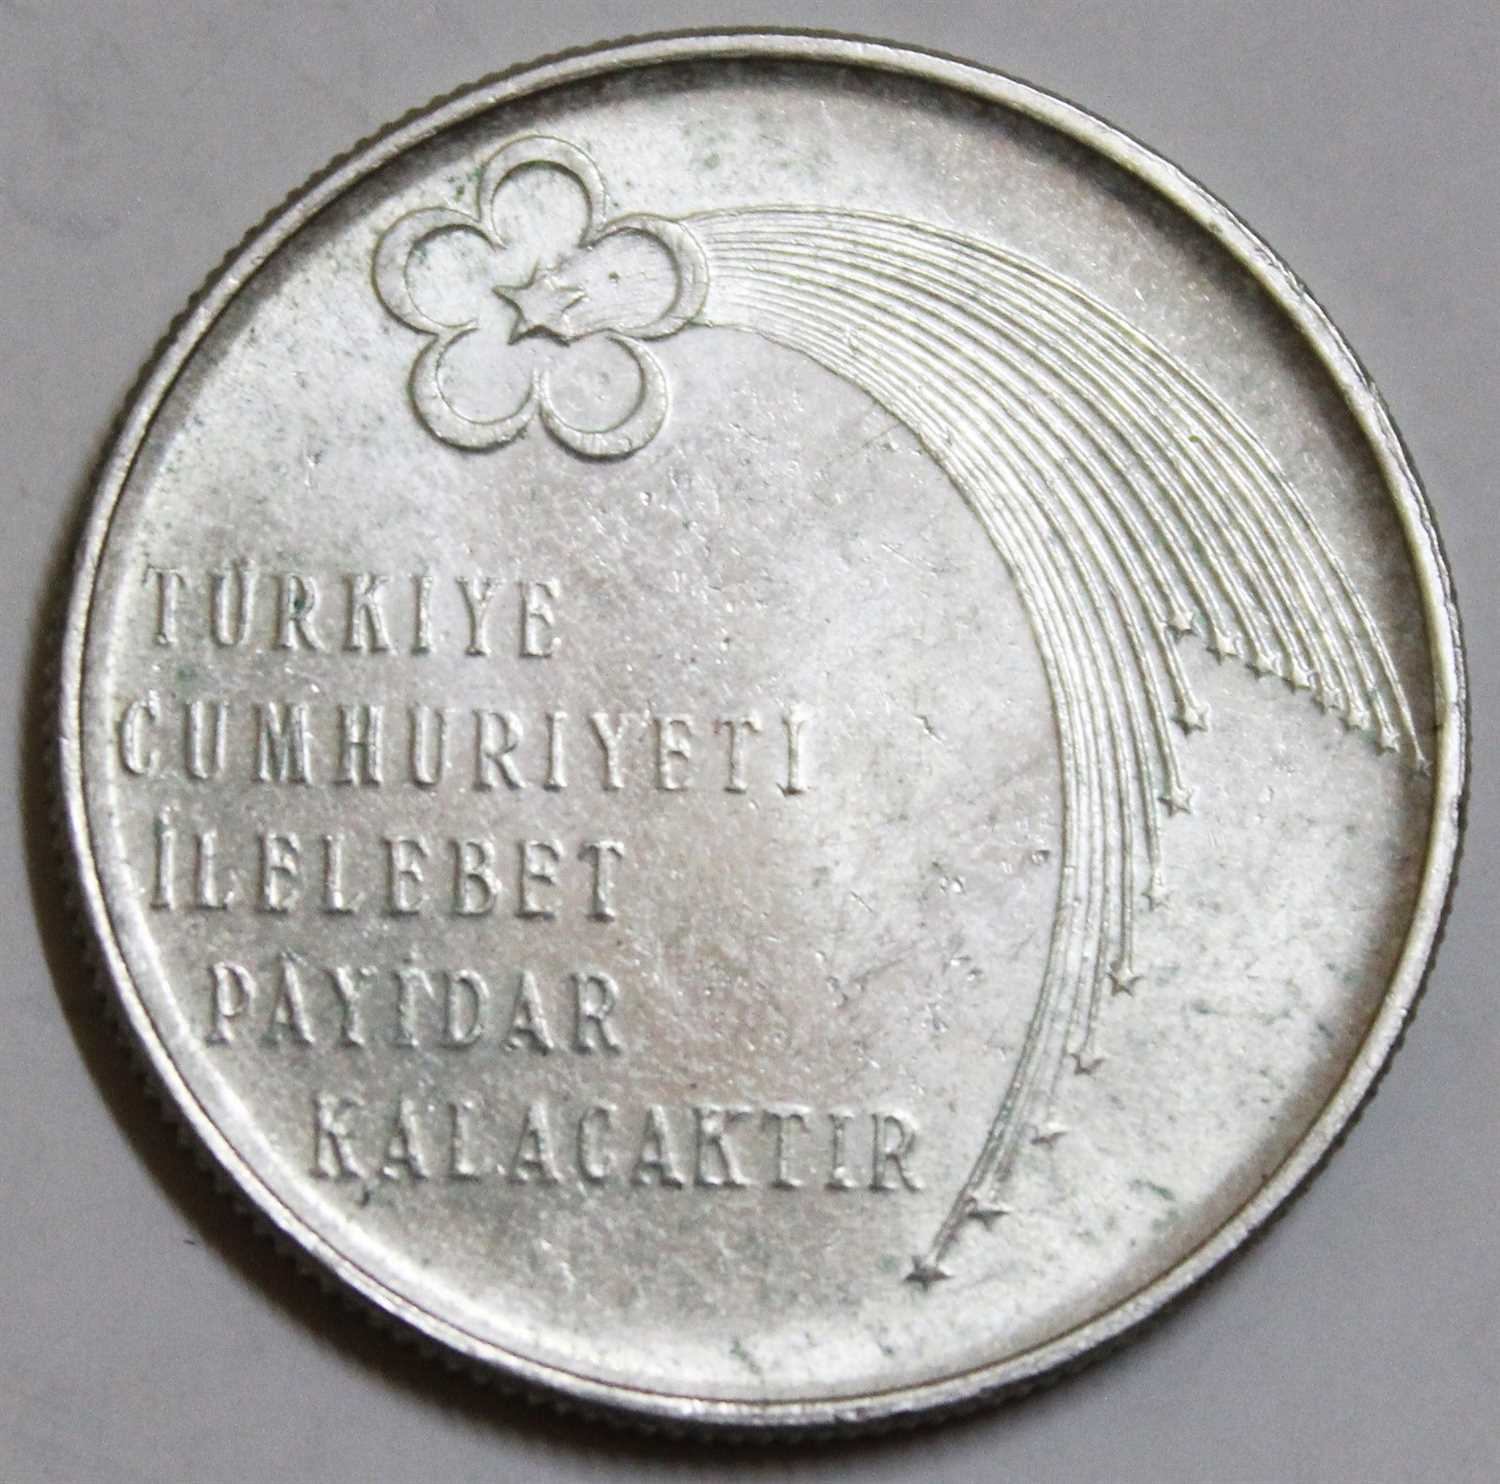 TÜRKİYE
CUMHURİYETİ
İLELEBET
PAYİDAR
KALACAKTIR